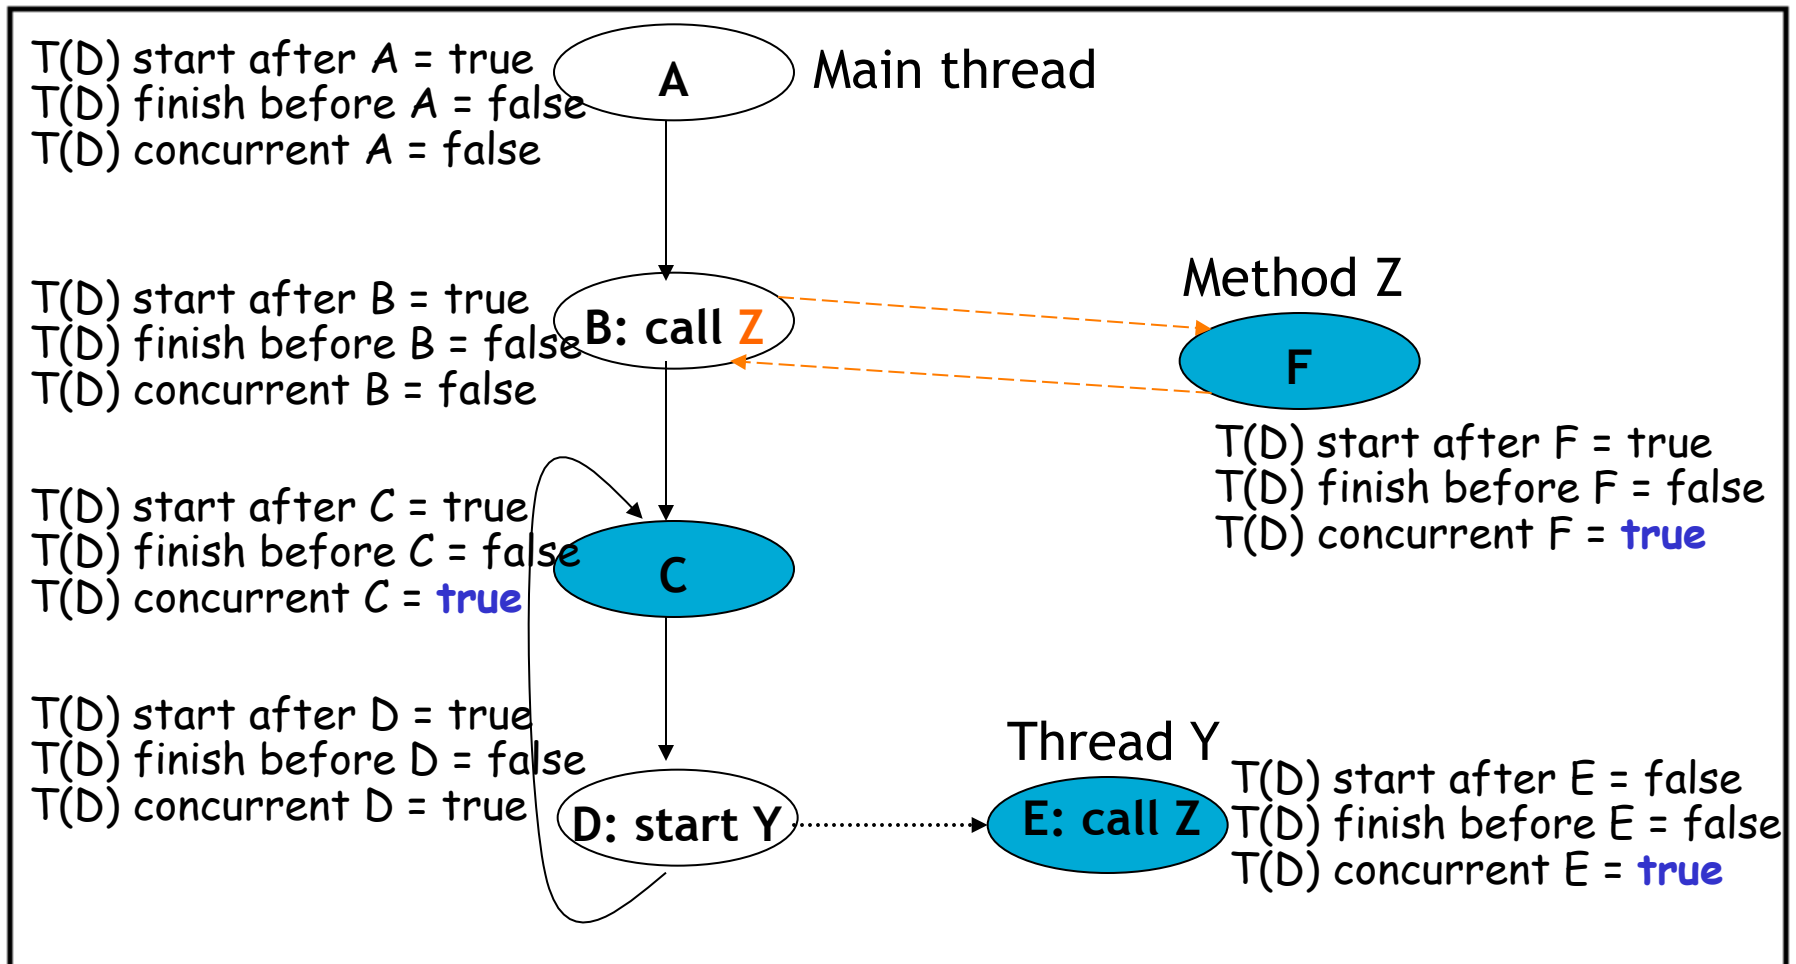 T(D) start after A = true
T(D) finish before A = false
T(D) concurrent A = false
A
Main thread
T(D) start after B = true
T(D) finish before B = false
T(D) concurrent B = false
B: call Z
Method Z
F
T(D) start after F = true
T(D) finish before F = false
T(D) concurrent F = true
T(D) start after C = true
T(D) finish before C = false
T(D) concurrent C = true
C
T(D) start after D = true
T(D) finish before D = false
T(D) concurrent D = true
D: start Y
Thread Y
E: call Z
T(D) start after E = false
T(D) finish before E = false
T(D) concurrent E = true